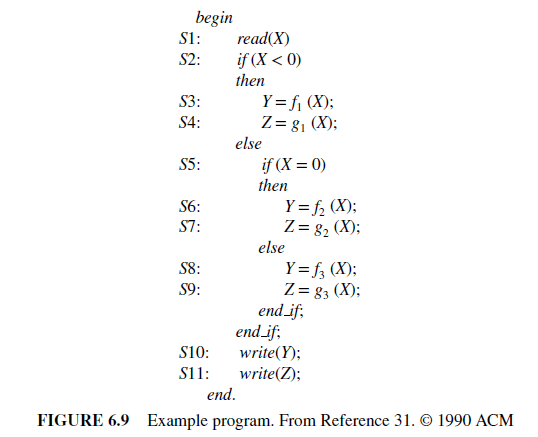 begin
S1: read(X)
S2: if (X < 0)
then
S3: Y = f₁ (X);
S4: Z = g₁ (X);
else
S5: if (X = 0)
then
S6: Y = f₂ (X);
S7: Z = g₂ (X);
else
S8: Y = f₃ (X);
S9: Z = g₃ (X);
end_if;
end_if;
S10: write(Y);
S11: write(Z);
end.
FIGURE 6.9 Example program. From Reference 31. © 1990 ACM